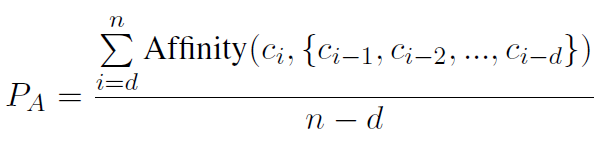 P_A = \frac{\sum_{i=d}^{n} \text{Affinity}(c_i, \{c_{i-1}, c_{i-2}, ..., c_{i-d}\})}{n - d}